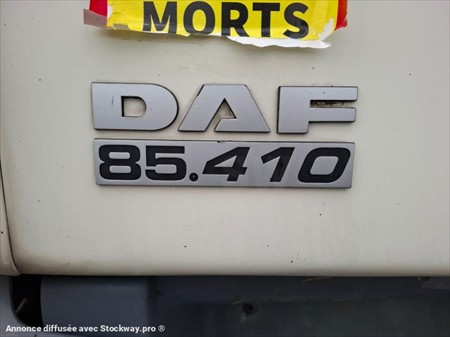 MORTS
DAF
85.410
Annonce diffusée avec Stockway.pro ®